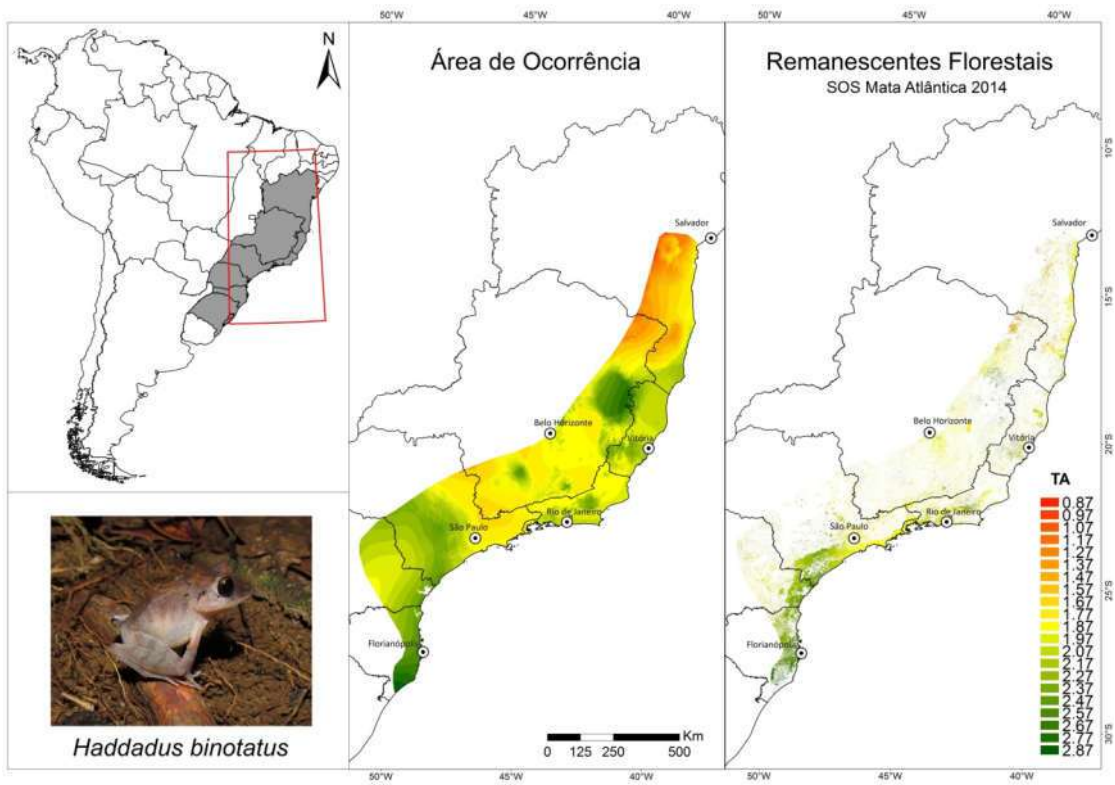 50°W
45°W
40°W
50°W
45°W
40°W
N
Área de Ocorrência
Remanescentes Florestais
SOS Mata Atlântica 2014
10°S
15°S
20°S
25°S
30°S
Salvador
Belo Horizonte
Vitória
Rio de Janeiro
São Paulo
Florianópolis
Salvador
Belo Horizonte
Vitória
Rio de Janeiro
São Paulo
Florianópolis
TA
0.87
0.97
1.07
1.17
1.27
1.37
1.47
1.57
1.67
1.77
1.87
1.97
2.07
2.17
2.27
2.37
2.47
2.57
2.67
2.77
2.87
Haddadus binotatus
Km
0 125 250 500
50°W
45°W
40°W
50°W
45°W
40°W